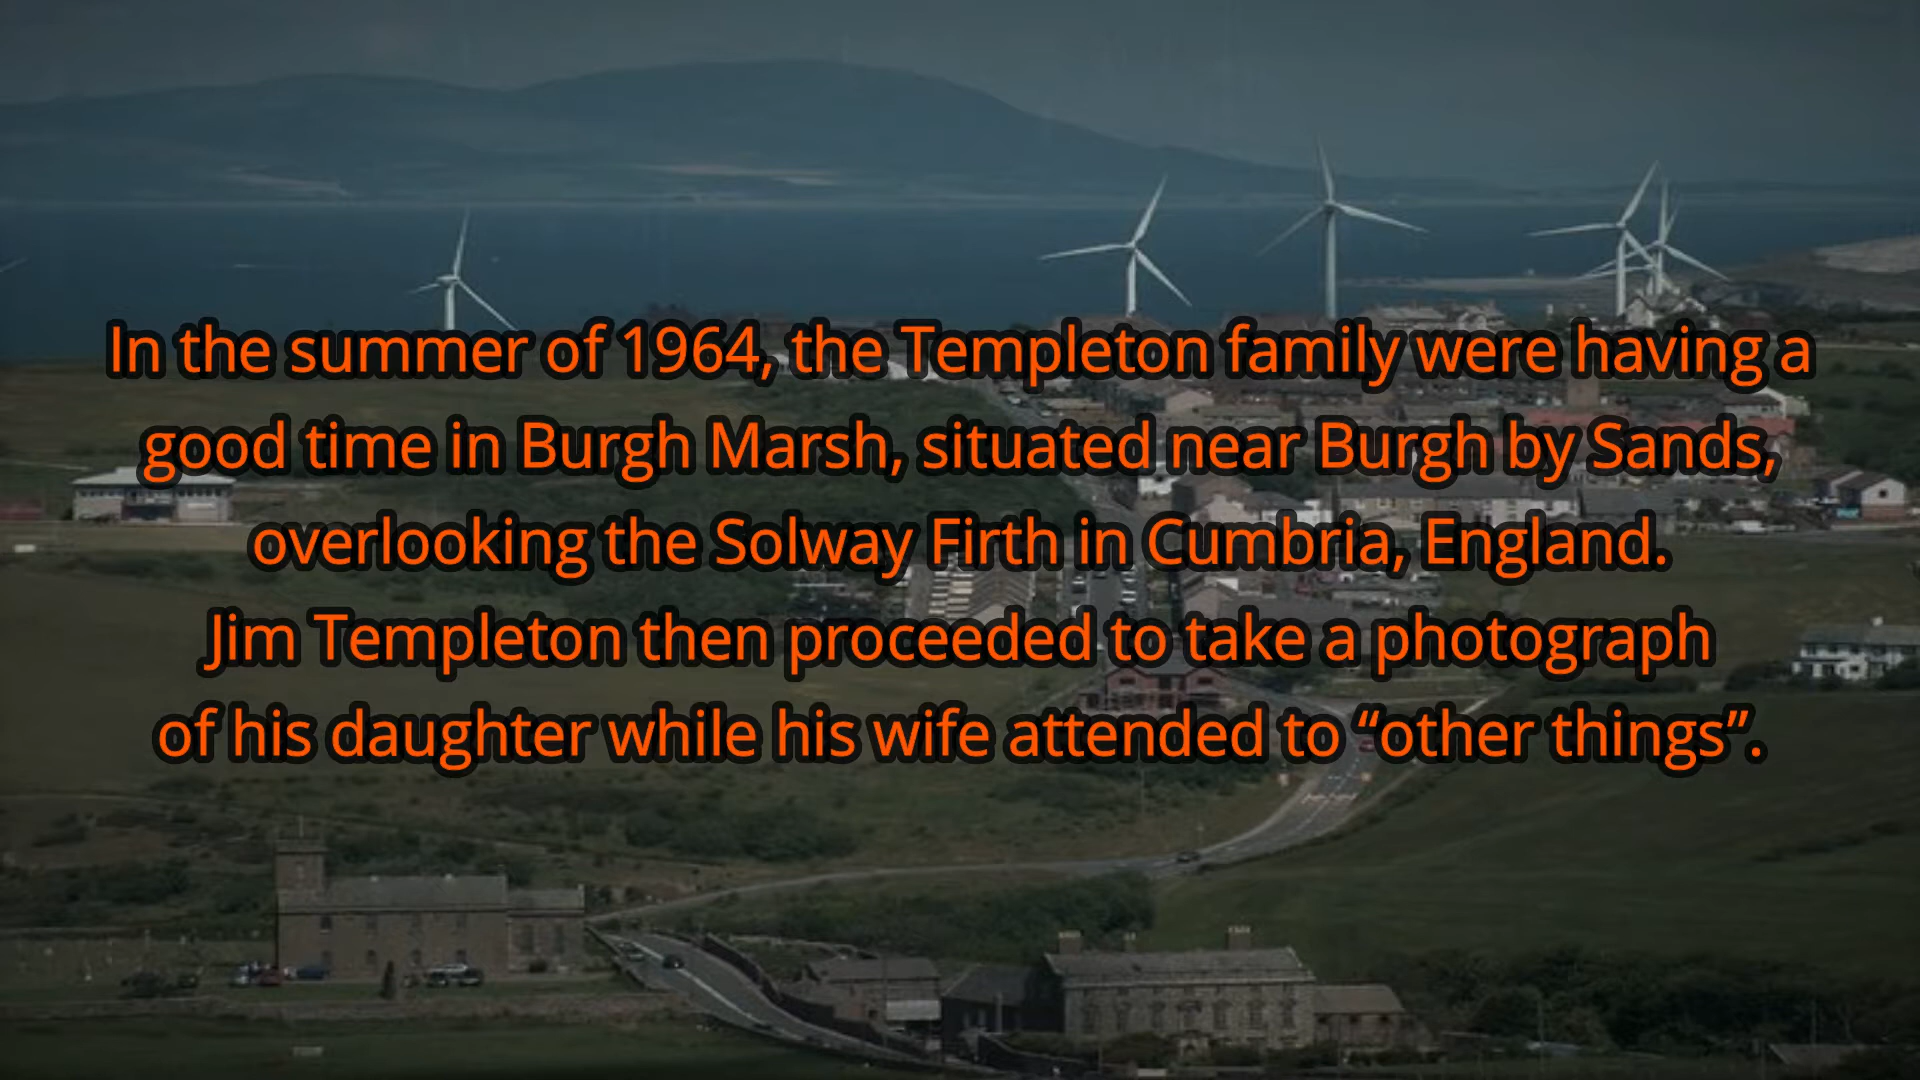 In the summer of 1964, the Templeton family were having a
good time in Burgh Marsh, situated near Burgh by Sands,
overlooking the Solway Firth in Cumbria, England.
Jim Templeton then proceeded to take a photograph
of his daughter while his wife attended to “other things”.